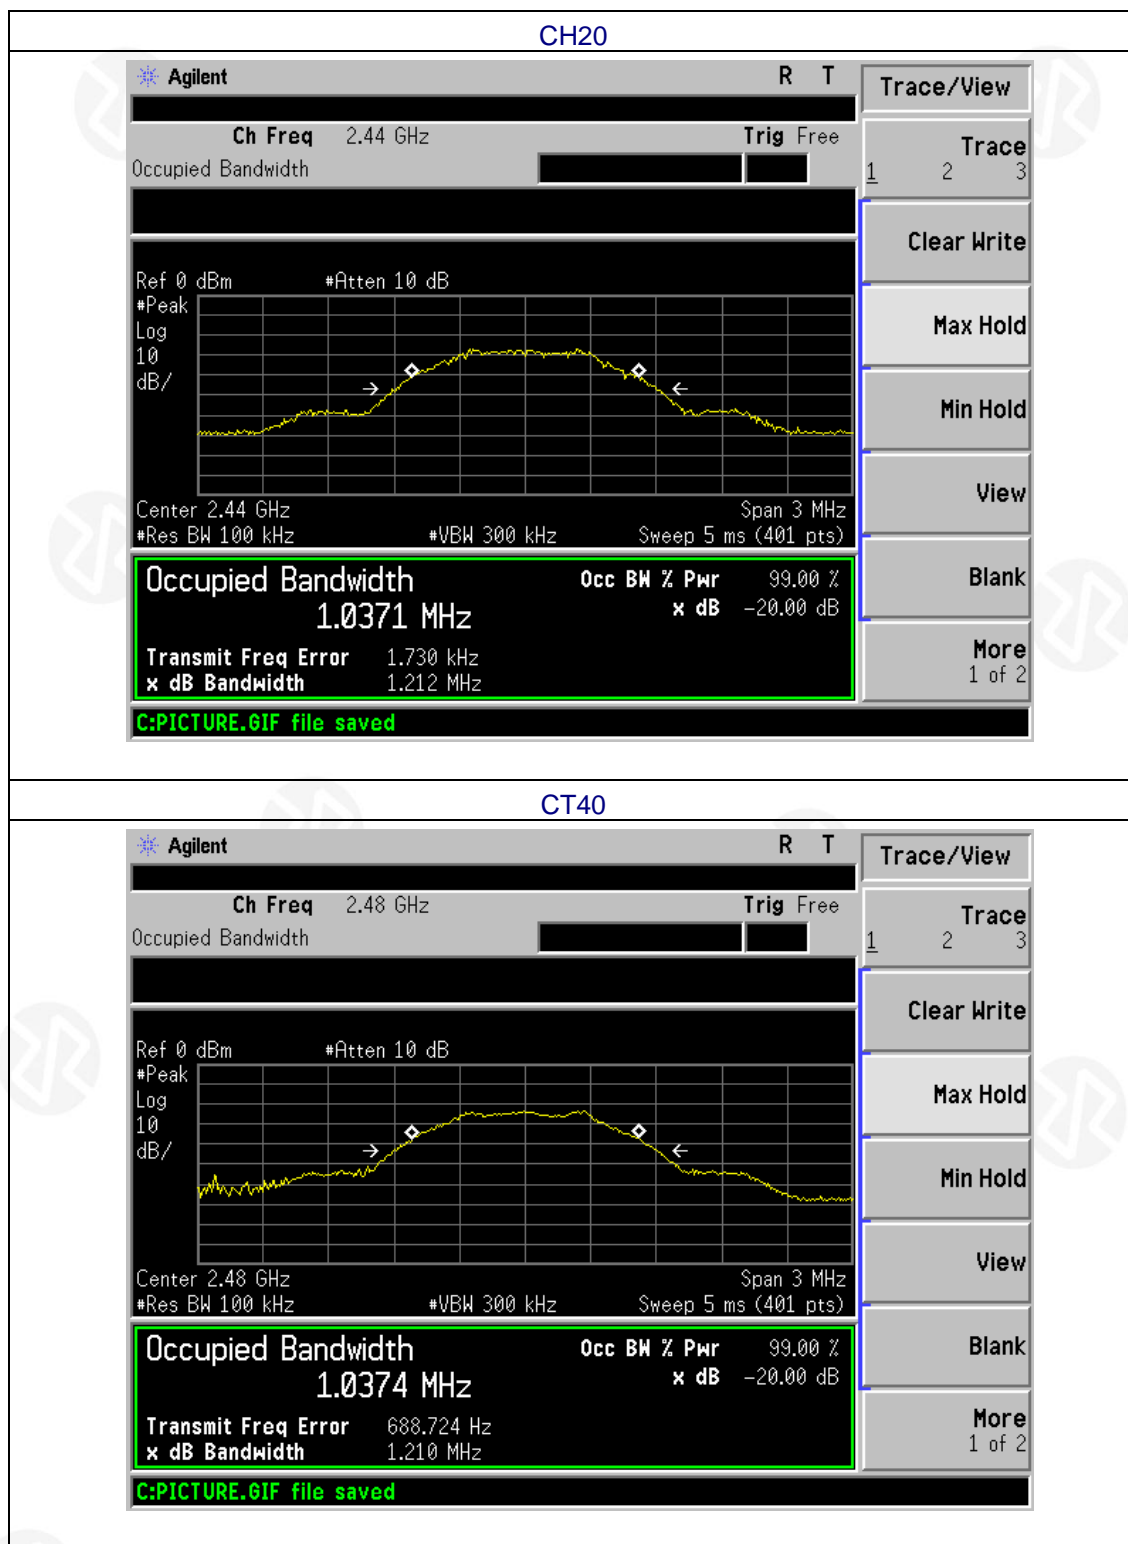 CH20
Agilent R T
Trace/View
Ch Freq 2.44 GHz Trig Free
Occupied Bandwidth
Trace
1 2 3
Clear Write
Max Hold
Min Hold
View
Blank
More
1 of 2
Ref 0 dBm #Atten 10 dB
#Peak
Log
10
dB/
Center 2.44 GHz Span 3 MHz
#Res BW 100 kHz #VBW 300 kHz Sweep 5 ms (401 pts)
Occupied Bandwidth Occ BW % Pwr 99.00 %
1.0371 MHz x dB -20.00 dB
Transmit Freq Error 1.730 kHz
x dB Bandwidth 1.212 MHz
C:PICTURE.GIF file saved
CT40
Agilent R T
Trace/View
Ch Freq 2.48 GHz Trig Free
Occupied Bandwidth
Trace
1 2 3
Clear Write
Max Hold
Min Hold
View
Blank
More
1 of 2
Ref 0 dBm #Atten 10 dB
#Peak
Log
10
dB/
Center 2.48 GHz Span 3 MHz
#Res BW 100 kHz #VBW 300 kHz Sweep 5 ms (401 pts)
Occupied Bandwidth Occ BW % Pwr 99.00 %
1.0374 MHz x dB -20.00 dB
Transmit Freq Error 688.724 Hz
x dB Bandwidth 1.210 MHz
C:PICTURE.GIF file saved